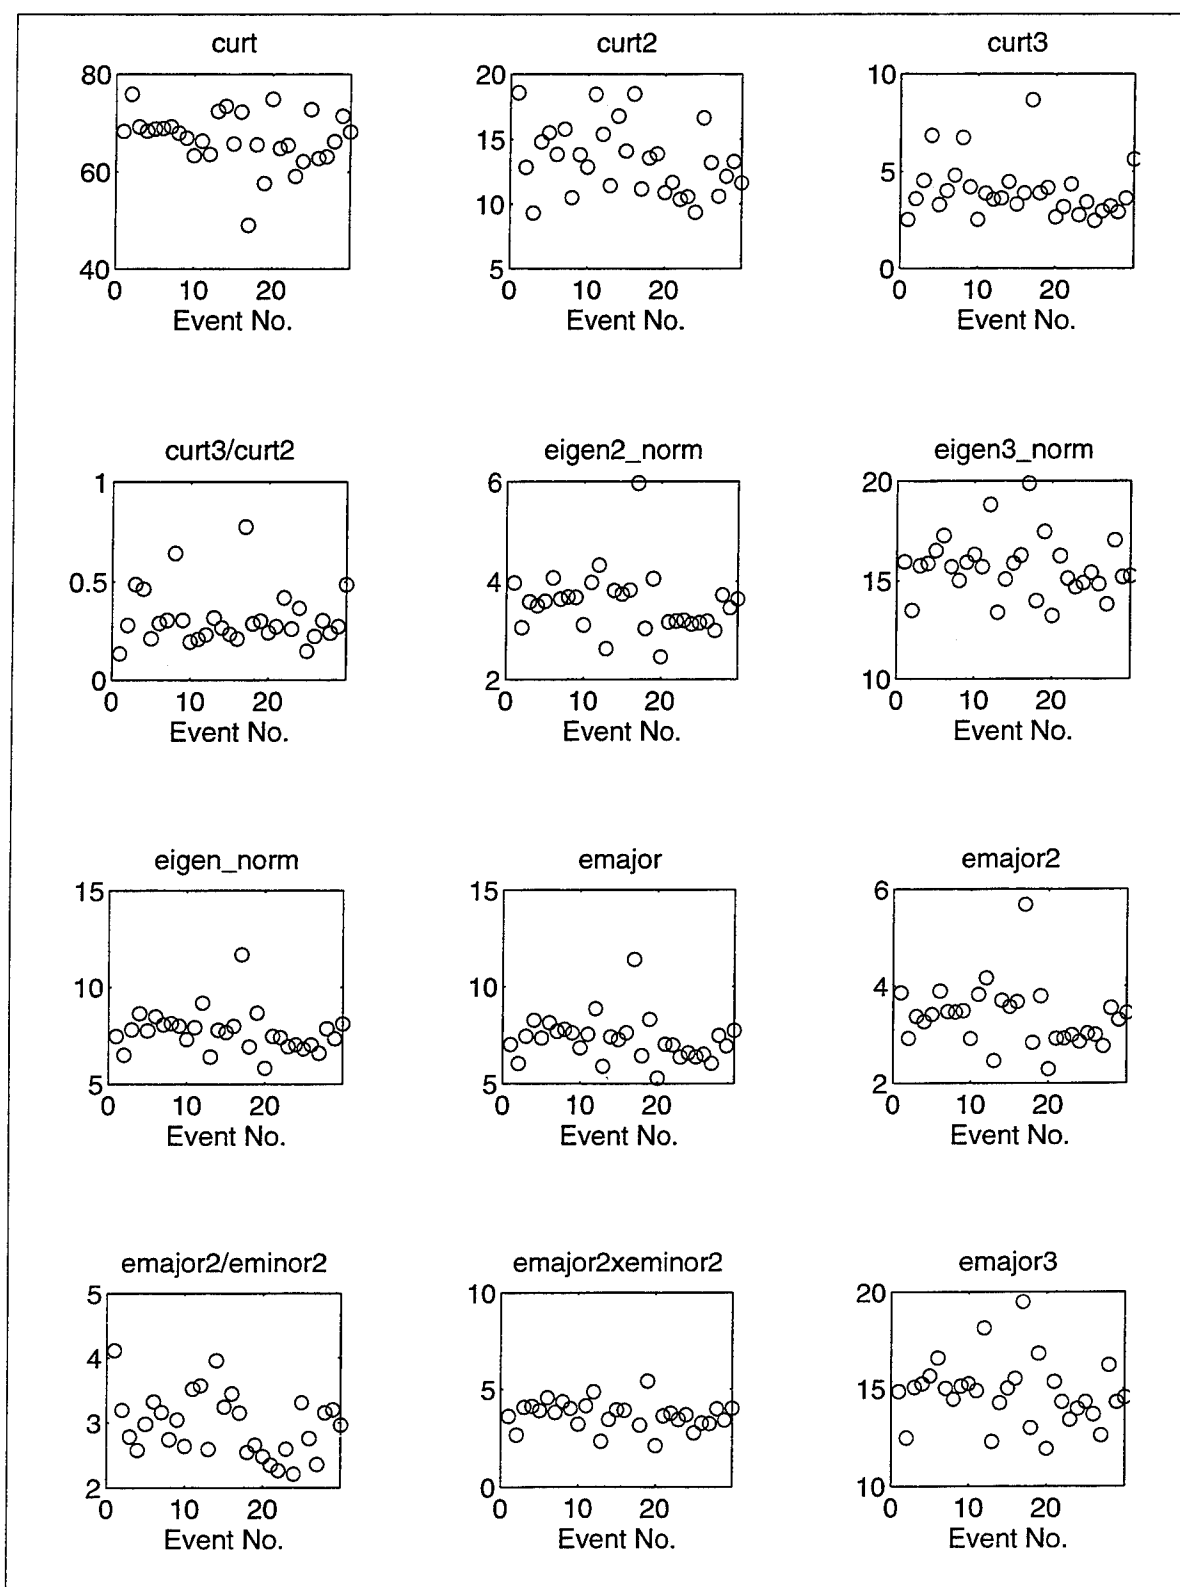 curt curt2 curt3
80 20 10
15
60 5
10
40 5 0
0 10 20 0 10 20 0 10 20
Event No. Event No. Event No.
curt3/curt2 eigen2_norm eigen3_norm
1 6 20
0.5 4 15
0 2 10
0 10 20 0 10 20 0 10 20
Event No. Event No. Event No.
eigen_norm emajor emajor2
15 15 6
10 10 4
5 5 2
0 10 20 0 10 20 0 10 20
Event No. Event No. Event No.
emajor2/eminor2 emajor2xeminor2 emajor3
5 10 20
4
5 15
3
2 0 10
0 10 20 0 10 20 0 10 20
Event No. Event No. Event No.